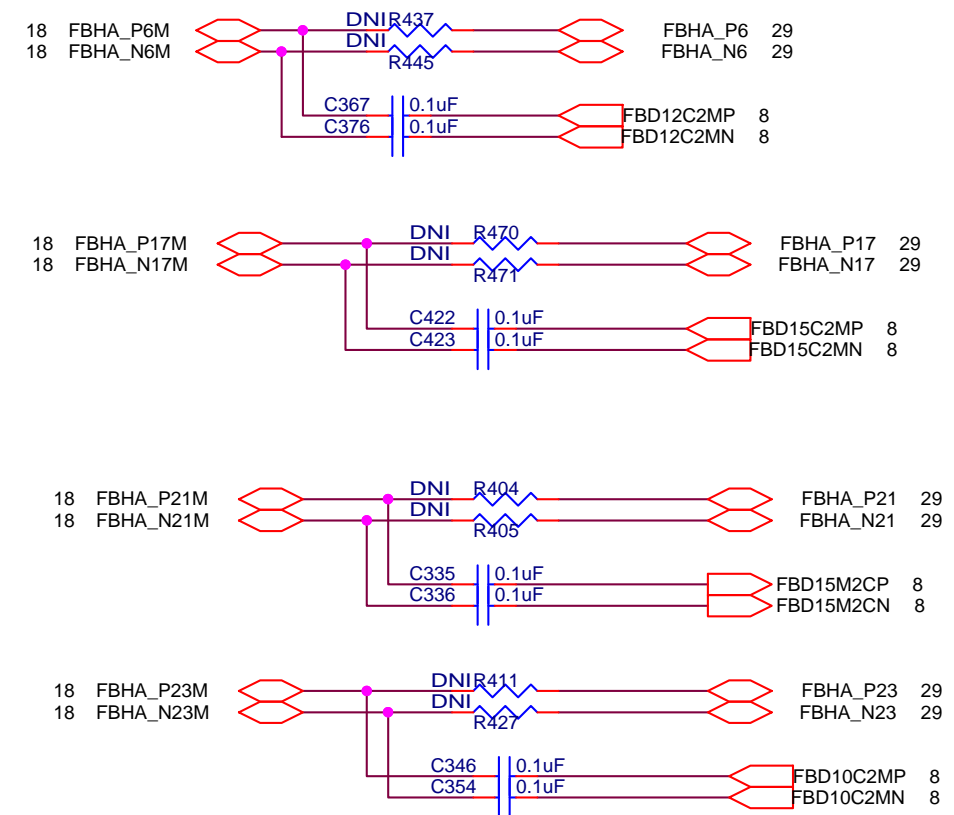 DNI R437
18 FBHA_P6M FBHA_P6 29
DNI
18 FBHA_N6M FBHA_N6 29
R445
C367 0.1uF
FBD12C2MP 8
C376 0.1uF
FBD12C2MN 8
DNI R470
18 FBHA_P17M FBHA_P17 29
DNI
18 FBHA_N17M FBHA_N17 29
R471
C422 0.1uF
FBD15C2MP 8
C423 0.1uF
FBD15C2MN 8
DNI R404
18 FBHA_P21M FBHA_P21 29
DNI
18 FBHA_N21M FBHA_N21 29
R405
C335 0.1uF
FBD15M2CP 8
C336 0.1uF
FBD15M2CN 8
DNI R411
18 FBHA_P23M FBHA_P23 29
DNI
18 FBHA_N23M FBHA_N23 29
R427
C346 0.1uF
FBD10C2MP 8
C354 0.1uF
FBD10C2MN 8